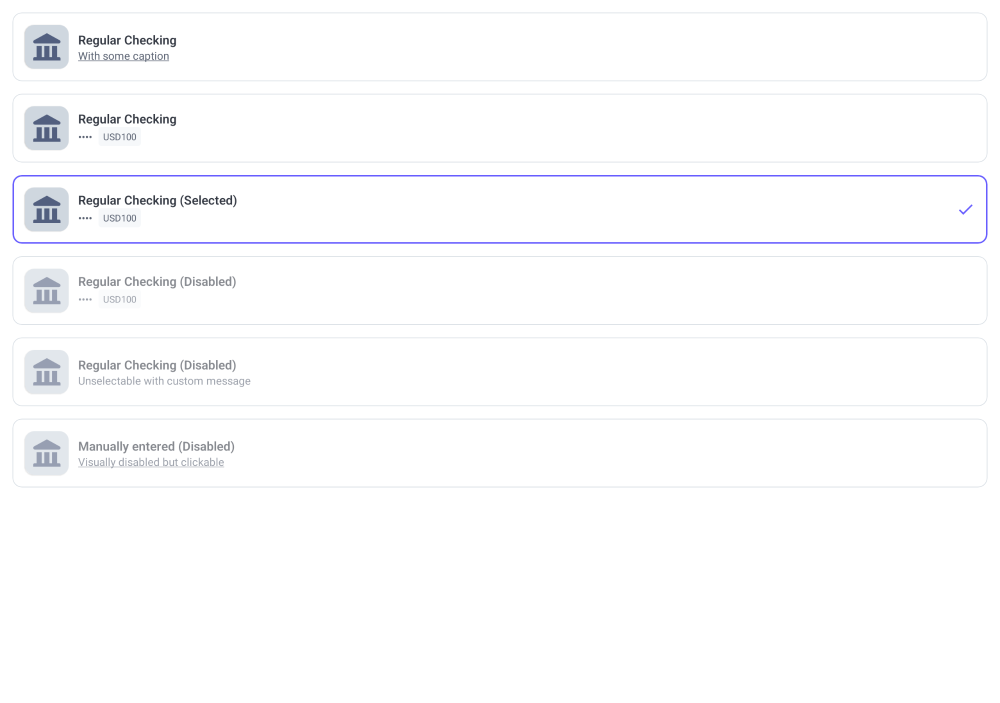 Regular Checking
With some caption
Regular Checking
•••• USD100
Regular Checking (Selected)
•••• USD100
Regular Checking (Disabled)
•••• USD100
Regular Checking (Disabled)
Unselectable with custom message
Manually entered (Disabled)
Visually disabled but clickable